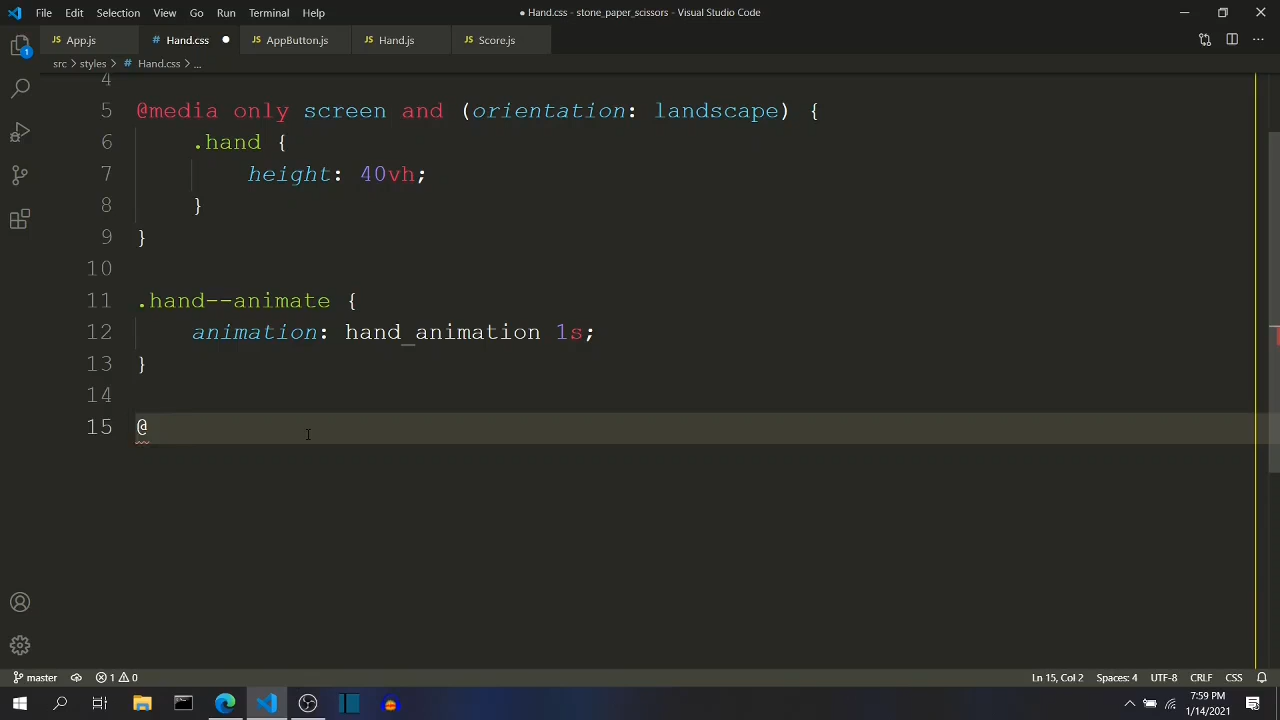 File Edit Selection View Go Run Terminal Help
● Hand.css - stone_paper_scissors - Visual Studio Code
JS App.js
# Hand.css ●
JS AppButton.js
JS Hand.js
JS Score.js
src > styles > # Hand.css > ...
4
5 @media only screen and (orientation: landscape) {
6 .hand {
7 height: 40vh;
8 }
9 }
10
11 .hand--animate {
12 animation: hand_animation 1s;
13 }
14
15 @
1
master 1 0 Ln 15, Col 2 Spaces: 4 UTF-8 CRLF CSS
7:59 PM
1/14/2021